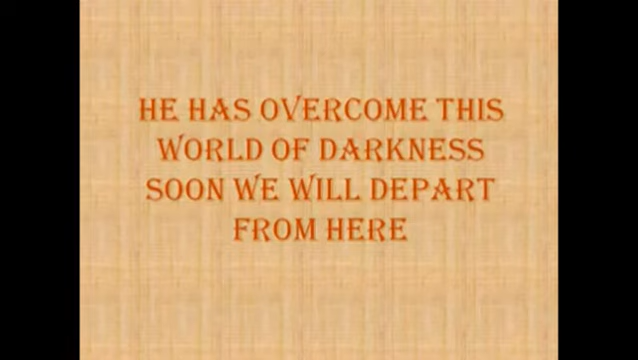 HE HAS OVERCOME THIS
WORLD OF DARKNESS
SOON WE WILL DEPART
FROM HERE